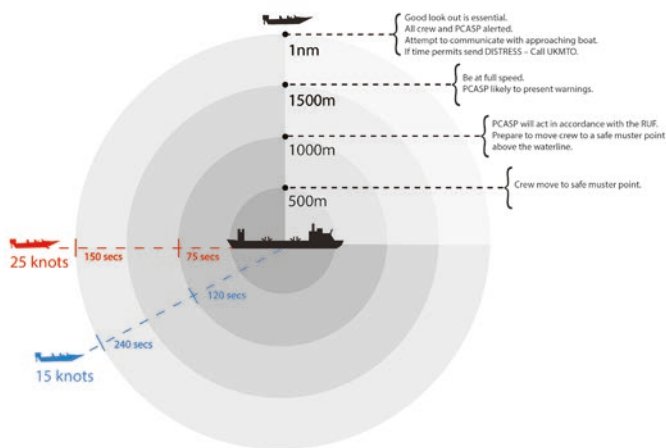 Good look out is essential.
All crew and PCASP alerted.
Attempt to communicate with approaching boat.
If time permits send DISTRESS – Call UKMTO.
1nm
Be at full speed.
PCASP likely to present warnings.
1500m
PCASP will act in accordance with the RUF.
Prepare to move crew to a safe muster point
above the waterline.
1000m
Crew move to safe muster point.
500m
25 knots
150 secs
75 secs
120 secs
240 secs
15 knots